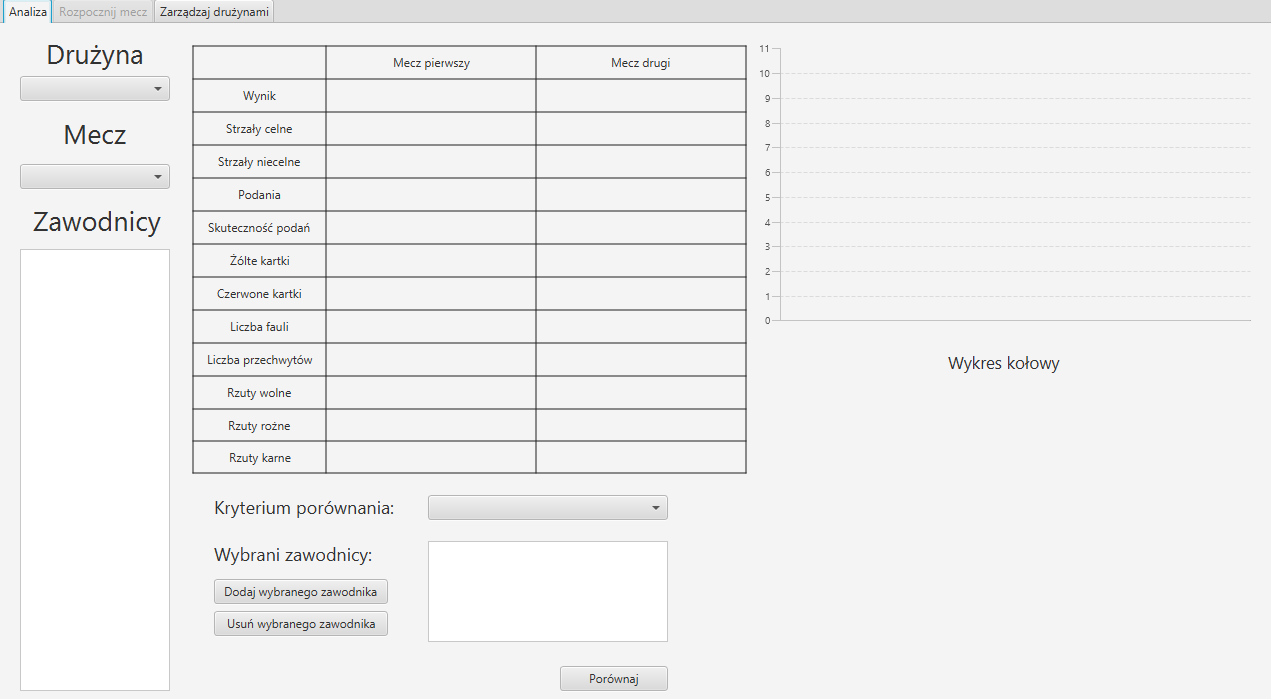 Analiza Rozpocznij mecz Zarządzaj drużynami
Drużyna
Mecz
Zawodnicy
Mecz pierwszy Mecz drugi
Wynik
Strzały celne
Strzały niecelne
Podania
Skuteczność podań
Żólte kartki
Czerwone kartki
Liczba fauli
Liczba przechwytów
Rzuty wolne
Rzuty rożne
Rzuty karne
Kryterium porównania:
Wybrani zawodnicy:
Dodaj wybranego zawodnika
Usuń wybranego zawodnika
Porównaj
11
10
9
8
7
6
5
4
3
2
1
0
Wykres kołowy